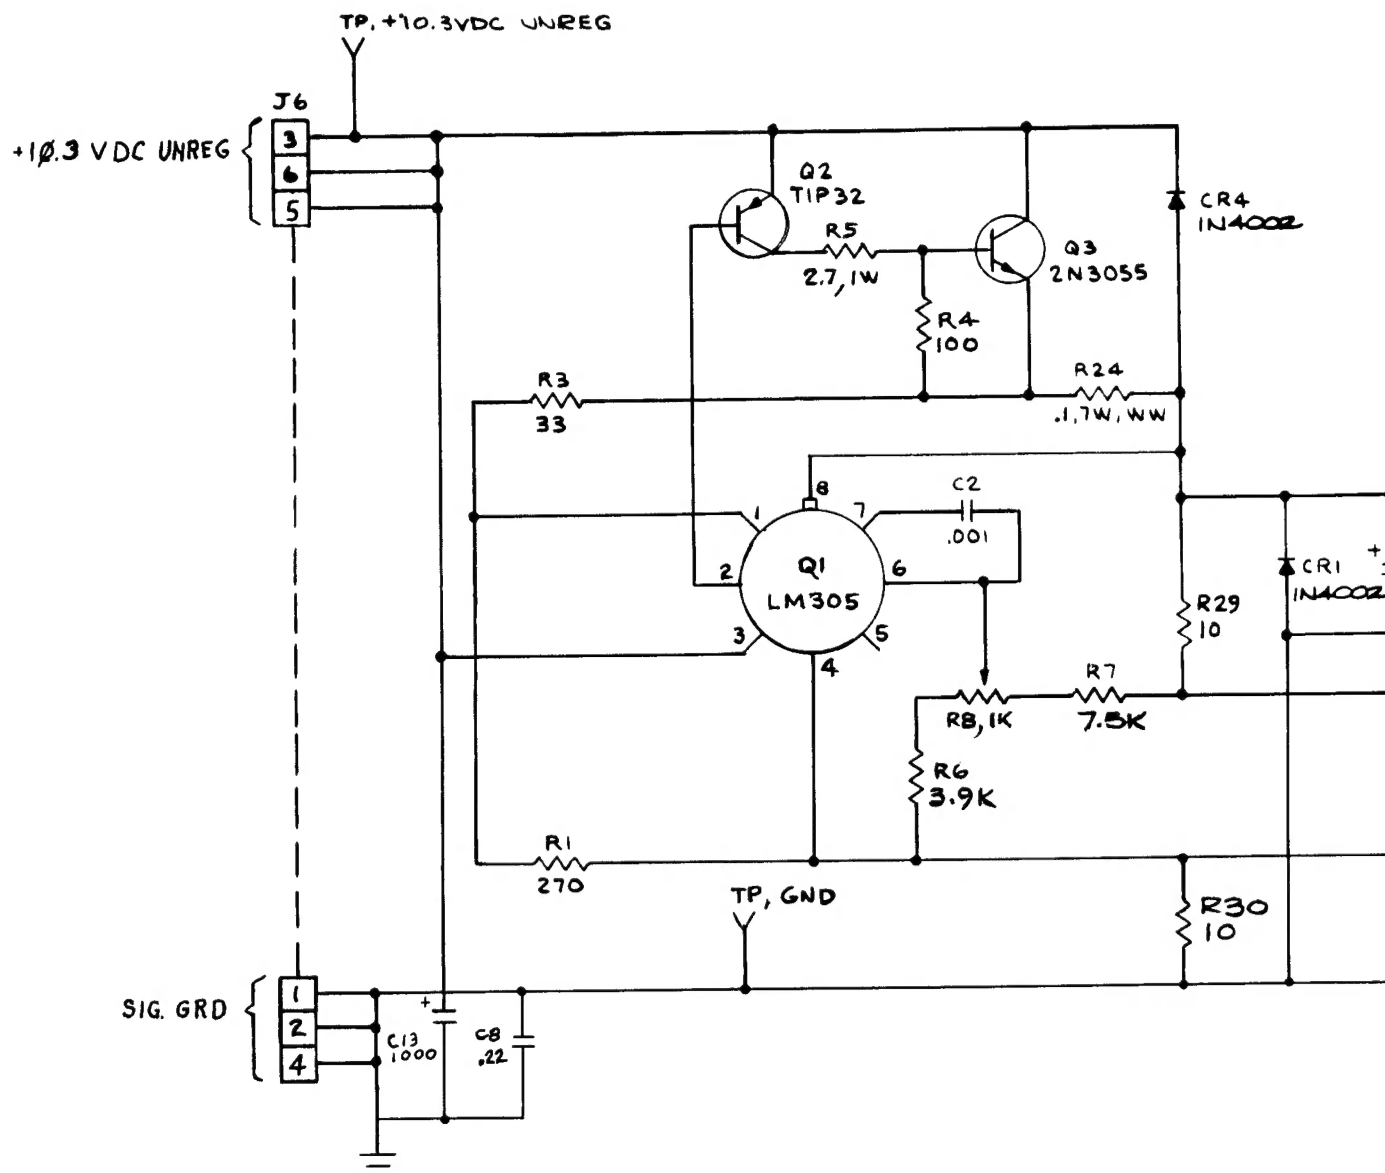 TP, +10.3VDC UNREG
J6
+1Ø.3 VDC UNREG
3
6
5
Q2
TIP32
R5
2.7, 1W
Q3
2N3055
CR4
1N4002
R4
100
R3
33
R24
.1, 7W, WW
8
1
7
C2
.001
2
Q1
LM305
6
3
5
4
CR1
1N4002
+
R29
10
R8, 1K
R7
7.5K
R6
3.9K
R1
270
TP, GND
R30
10
SIG. GRD
1
2
4
+
C13
1000
C8
.22